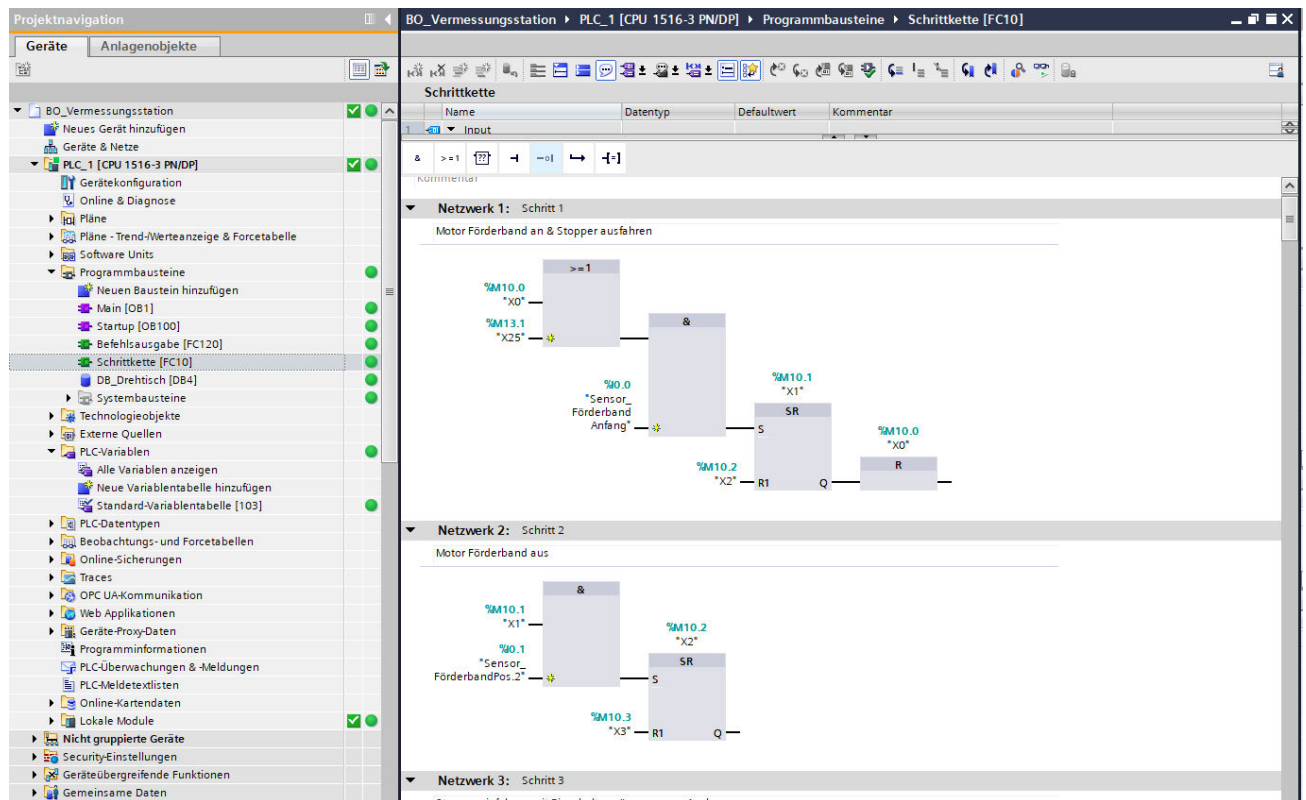 Projektnavigation
Geräte
Anlagenobjekte
BO_Vermessungsstation
Neues Gerät hinzufügen
Geräte & Netze
PLC_1 [CPU 1516-3 PN/DP]
Gerätekonfiguration
Online & Diagnose
Pläne
Pläne - Trend-/Werteanzeige & Forcetabelle
Software Units
Programmbausteine
Neuen Baustein hinzufügen
Main [OB1]
Startup [OB100]
Befehlsausgabe [FC120]
Schrittkette [FC10]
DB_Drehtisch [DB4]
Systembausteine
Technologieobjekte
Externe Quellen
PLC-Variablen
Alle Variablen anzeigen
Neue Variablentabelle hinzufügen
Standard-Variablentabelle [103]
PLC-Datentypen
Beobachtungs- und Forcetabellen
Online-Sicherungen
Traces
OPC UA-Kommunikation
Web Applikationen
Geräte-Proxy-Daten
Programminformationen
PLC-Überwachungen & -Meldungen
PLC-Meldetextlisten
Online-Kartendaten
Lokale Module
Nicht gruppierte Geräte
Security-Einstellungen
Geräteübergreifende Funktionen
Gemeinsame Daten
BO_Vermessungsstation PLC_1 [CPU 1516-3 PN/DP] Programmbausteine Schrittkette [FC10]
Schrittkette
Name Datentyp Defaultwert Kommentar
1 Input
& >=1 ??
Kommentar
Netzwerk 1: Schritt 1
Motor Förderband an & Stopper ausfahren
>=1
%M10.0
"X0"
%M13.1
"X25"
&
%I0.0
"Sensor_
Förderband
Anfang"
%M10.1
"X1"
SR
S
%M10.2
"X2"
R1 Q
%M10.0
"X0"
R
Netzwerk 2: Schritt 2
Motor Förderband aus
&
%M10.1
"X1"
%I0.1
"Sensor_
FörderbandPos.2"
%M10.2
"X2"
SR
S
%M10.3
"X3"
R1 Q
Netzwerk 3: Schritt 3